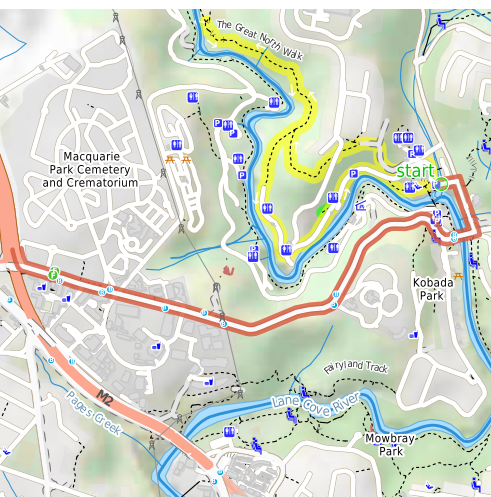 The Great North Walk
Macquarie
Park Cemetery
and Crematorium
start
Kobada
Park
Fairyland Track
M2
Pages Creek
Lane Cove River
Mowbray
Park